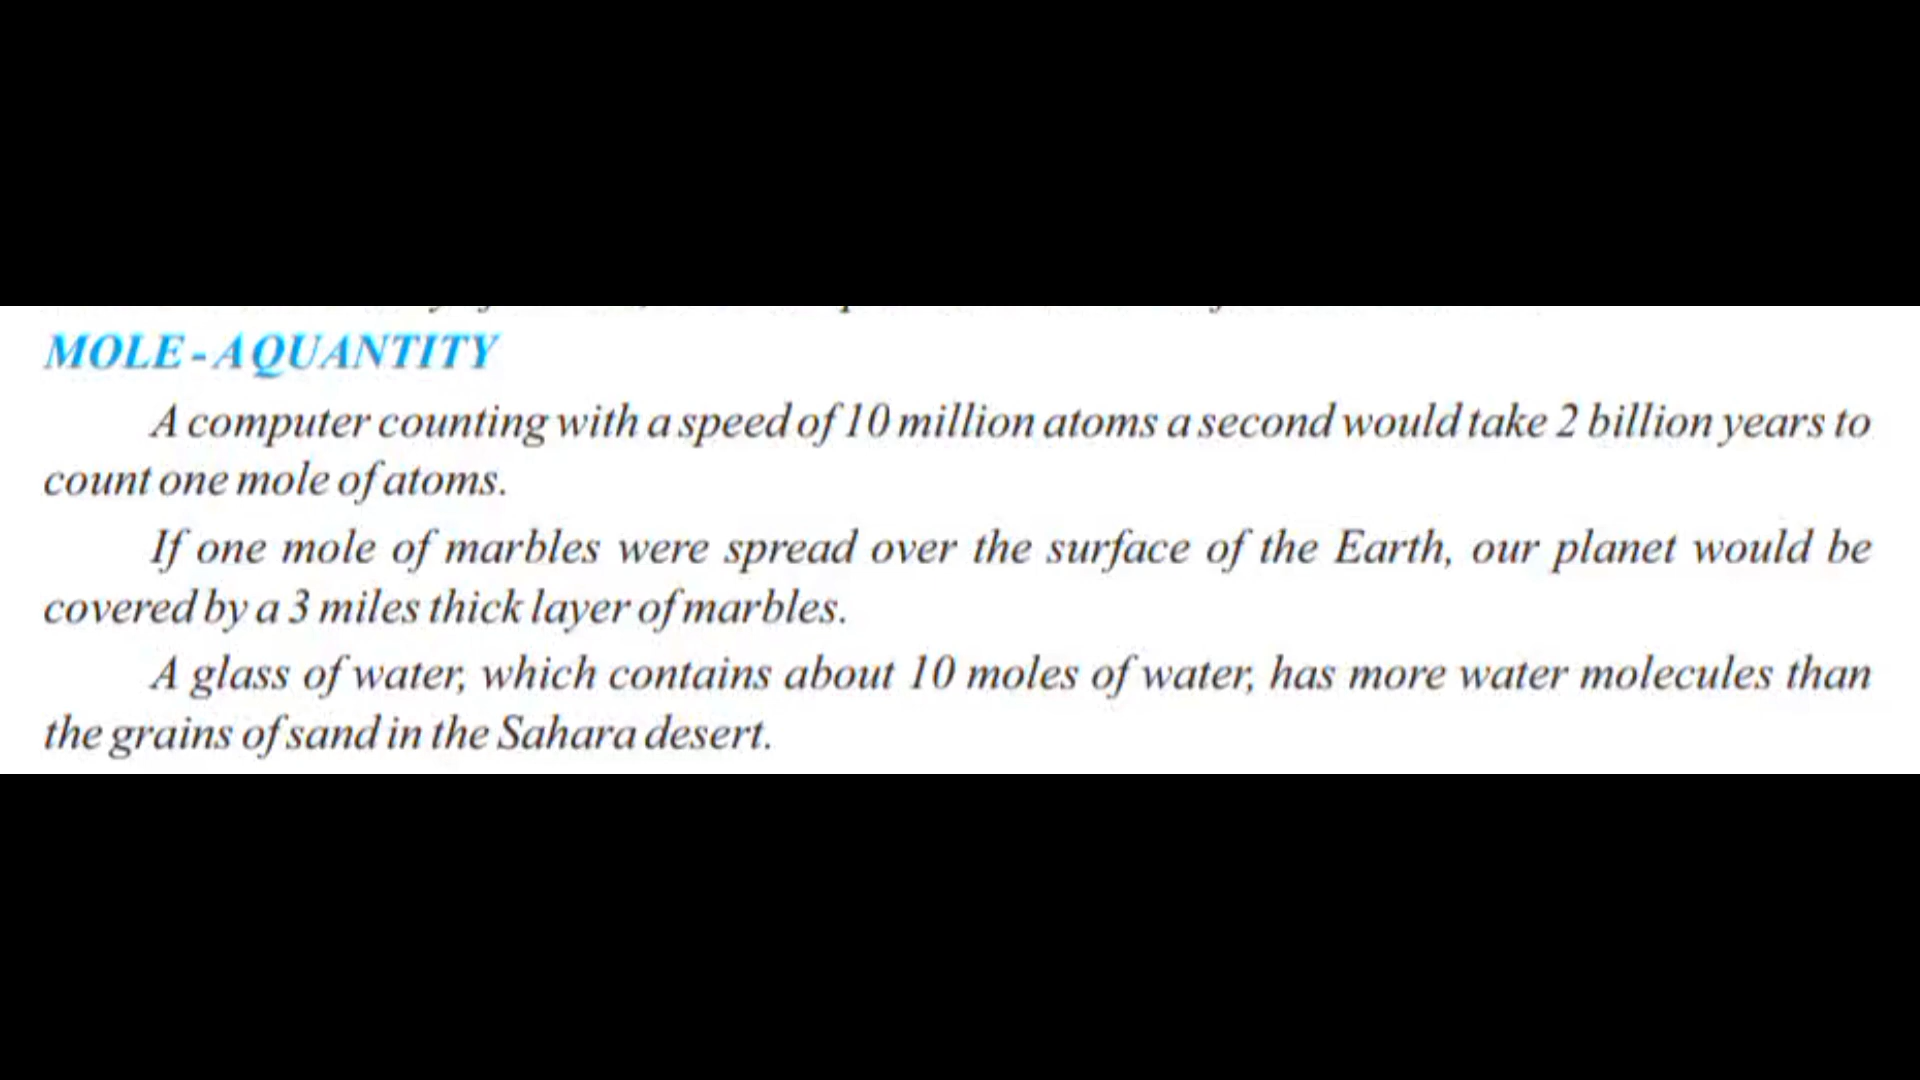 MOLE - A QUANTITY
A computer counting with a speed of 10 million atoms a second would take 2 billion years to
count one mole of atoms.
If one mole of marbles were spread over the surface of the Earth, our planet would be
covered by a 3 miles thick layer of marbles.
A glass of water, which contains about 10 moles of water, has more water molecules than
the grains of sand in the Sahara desert.